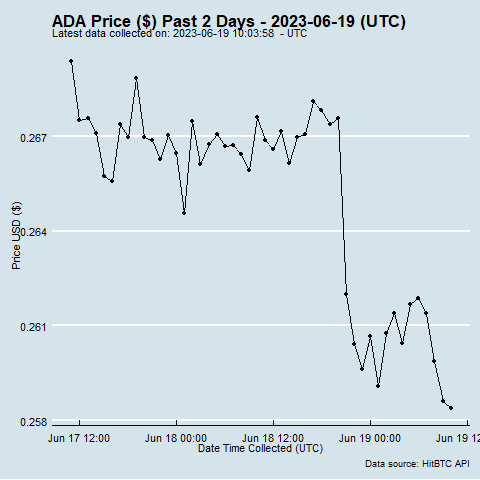 ADA Price ($) Past 2 Days - 2023-06-19 (UTC)
Latest data collected on: 2023-06-19 10:03:58 - UTC
0.267
0.264
Price USD ($)
0.261
0.258
Jun 17 12:00
Jun 18 00:00
Jun 18 12:00
Jun 19 00:00
Jun 19 12
Date Time Collected (UTC)
Data source: HitBTC API